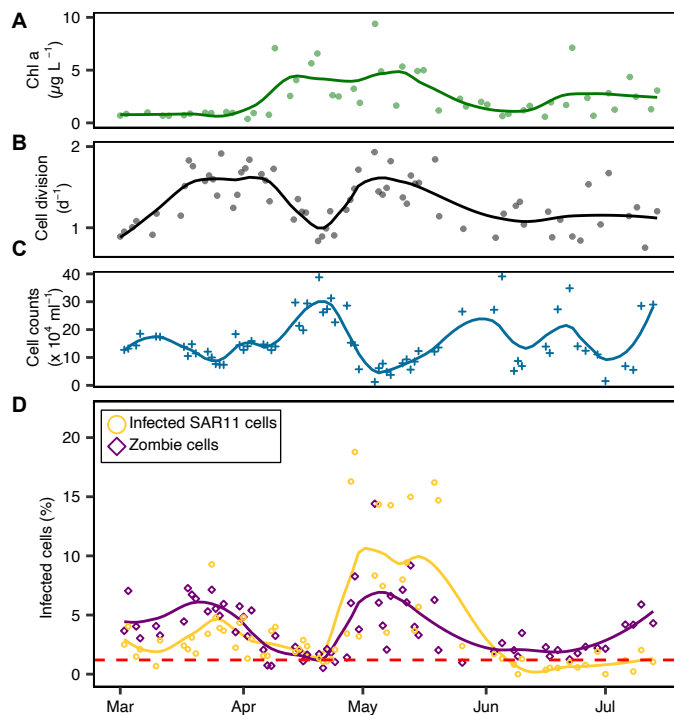 A
Chl a
(µg L⁻¹)
10
5
0
B
Cell division
(d⁻¹)
2
1
C
Cell counts
(x 10⁴ ml⁻¹)
40
30
20
10
0
D
Infected SAR11 cells
Zombie cells
Infected cells (%)
20
15
10
5
0
Mar Apr May Jun Jul